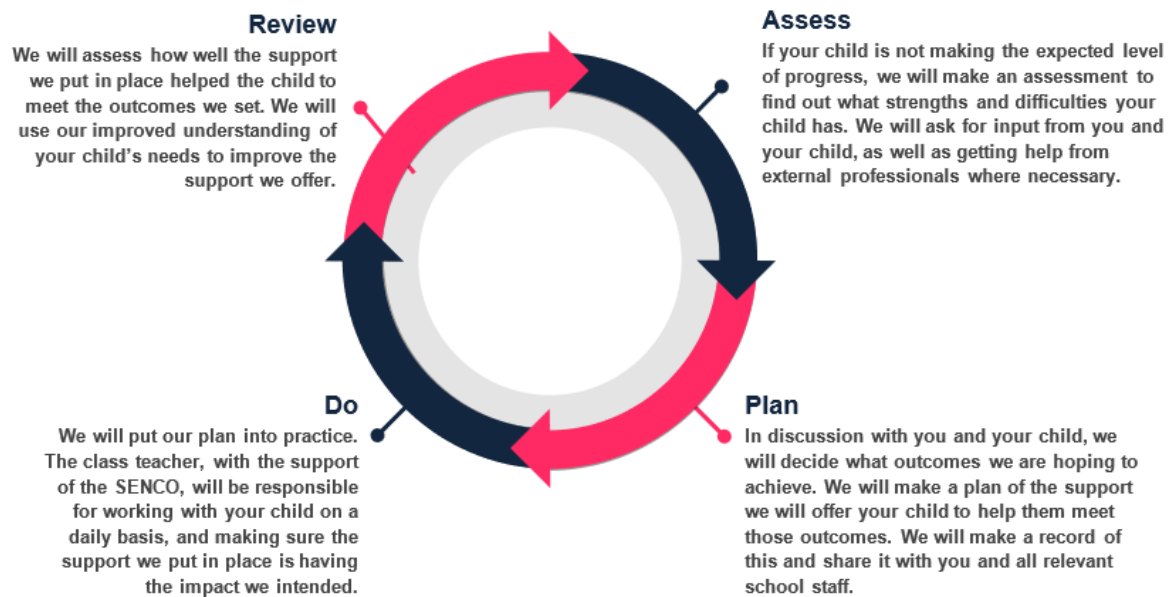 Review
We will assess how well the support
we put in place helped the child to
meet the outcomes we set. We will
use our improved understanding of
your child's needs to improve the
support we offer.
Assess
If your child is not making the expected level
of progress, we will make an assessment to
find out what strengths and difficulties your
child has. We will ask for input from you and
your child, as well as getting help from
external professionals where necessary.
Do
We will put our plan into practice.
The class teacher, with the support
of the SENCO, will be responsible
for working with your child on a
daily basis, and making sure the
support we put in place is having
the impact we intended.
Plan
In discussion with you and your child, we
will decide what outcomes we are hoping to
achieve. We will make a plan of the support
we will offer your child to help them meet
those outcomes. We will make a record of
this and share it with you and all relevant
school staff.